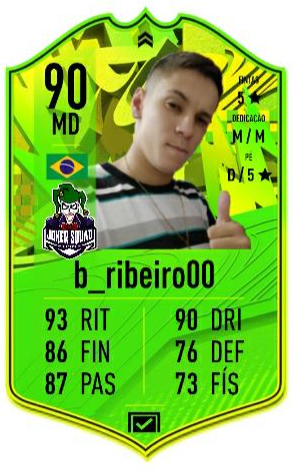 90
MD
FINTAS
5 ★
DEDICAÇÃO
M / M
PE
D / 5 ★
JOKER SQUAD
b_ribeiro00
93 RIT
90 DRI
86 FIN
76 DEF
87 PAS
73 FÍS